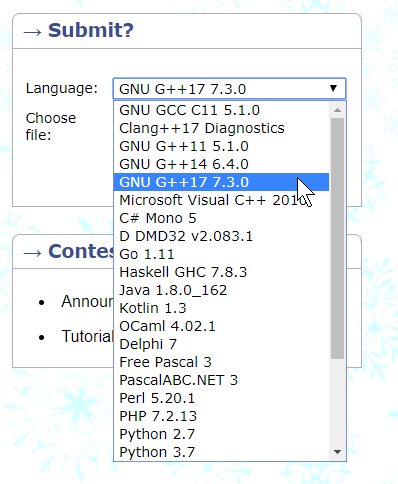 → Submit?
Language: GNU G++17 7.3.0
Choose
file:
GNU GCC C11 5.1.0
Clang++17 Diagnostics
GNU G++11 5.1.0
GNU G++14 6.4.0
GNU G++17 7.3.0
Microsoft Visual C++ 2010
C# Mono 5
D DMD32 v2.083.1
Go 1.11
Haskell GHC 7.8.3
Java 1.8.0_162
Kotlin 1.3
OCaml 4.02.1
Delphi 7
Free Pascal 3
PascalABC.NET 3
Perl 5.20.1
PHP 7.2.13
Python 2.7
Python 3.7
→ Contes
• Announ
• Tutorial